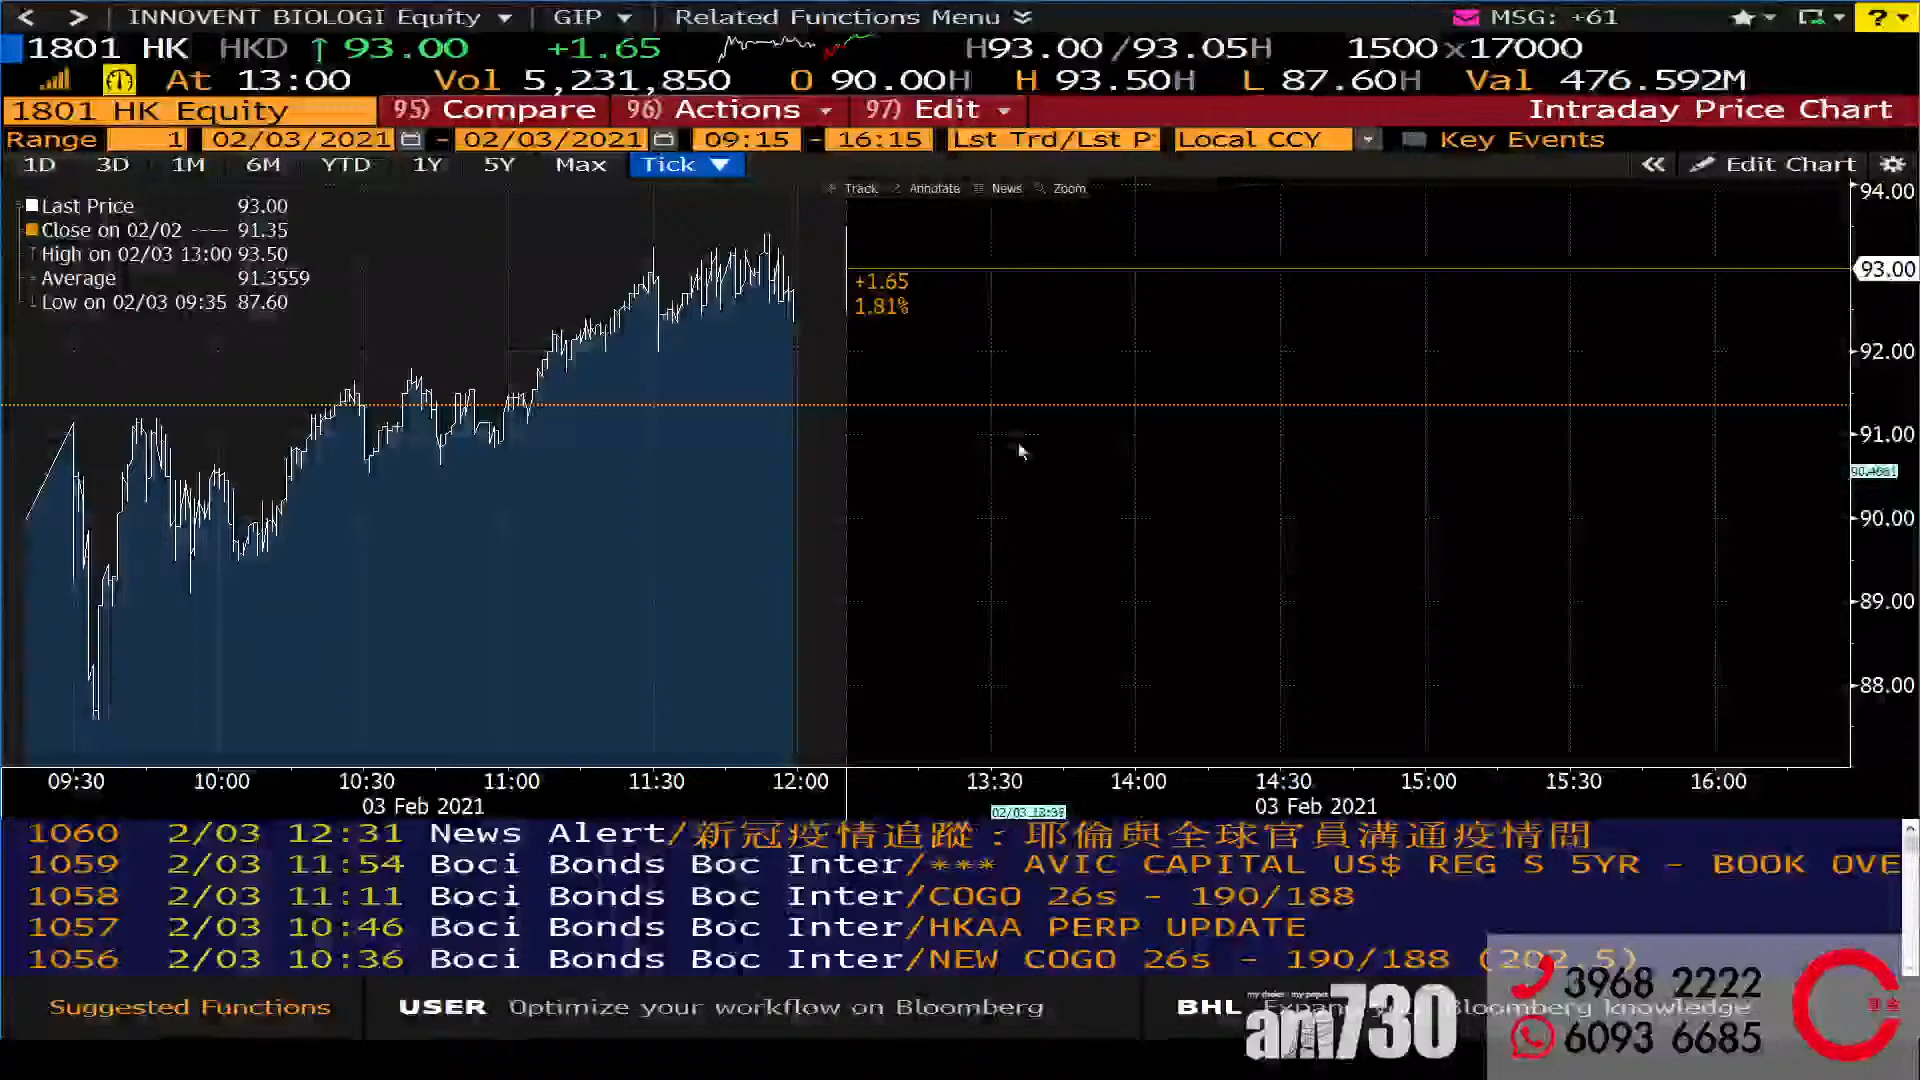 INNOVENT BIOLOGI Equity GIP Related Functions Menu MSG: +61 ?
1801 HK HKD ↑ 93.00 +1.65 H93.00/93.05H 1500x17000
At 13:00 Vol 5,231,850 O 90.00H H 93.50H L 87.60H Val 476.592M
1801 HK Equity 95) Compare 96) Actions 97) Edit Intraday Price Chart
Range 1 02/03/2021 - 02/03/2021 09:15 - 16:15 Lst Trd/Lst P Local CCY Key Events
1D 3D 1M 6M YTD 1Y 5Y Max Tick ▼ « Edit Chart
Track Annotate News Zoom
94.00
Last Price 93.00
Close on 02/02 ---- 91.35
High on 02/03 13:00 93.50
Average 91.3559
Low on 02/03 09:35 87.60
93.00
+1.65
1.81%
92.00
91.00
90.00
89.00
88.00
09:30 10:00 10:30 11:00 11:30 12:00 13:30 14:00 14:30 15:00 15:30 16:00
03 Feb 2021 03 Feb 2021
1060 2/03 12:31 News Alert/新冠疫情追蹤：耶倫與全球官員溝通疫情問
1059 2/03 11:54 Boci Bonds Boc Inter/*** AVIC CAPITAL US$ REG S 5YR - BOOK OVE
1058 2/03 11:11 Boci Bonds Boc Inter/COGO 26s - 190/188
1057 2/03 10:46 Boci Bonds Boc Inter/HKAA PERP UPDATE
1056 2/03 10:36 Boci Bonds Boc Inter/NEW COGO 26s - 190/188 (202.5)
Suggested Functions USER Optimize your workflow on Bloomberg BHL Bloomberg knowledge
my choice my paper
am730
3968 2222
6093 6685